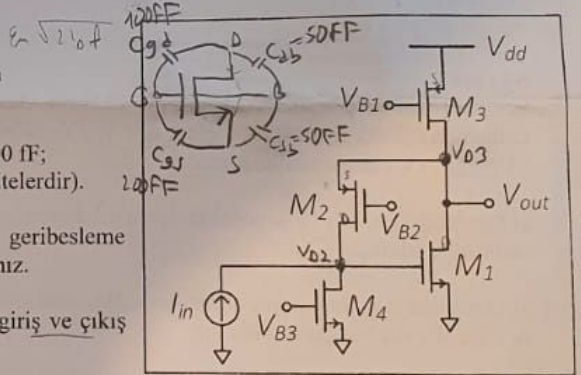 100FF
Cgd
D
Cdb=50FF
G
B
Cgs
S
Csb=50FF
200FF
0 fF;
telerdir).
geribesleme
nız.
giriş ve çıkış
Vdd
VB1
S
M3
VD3
Vout
S
M2
D
VB2
VD2
D
M1
Iin
VB3
M4